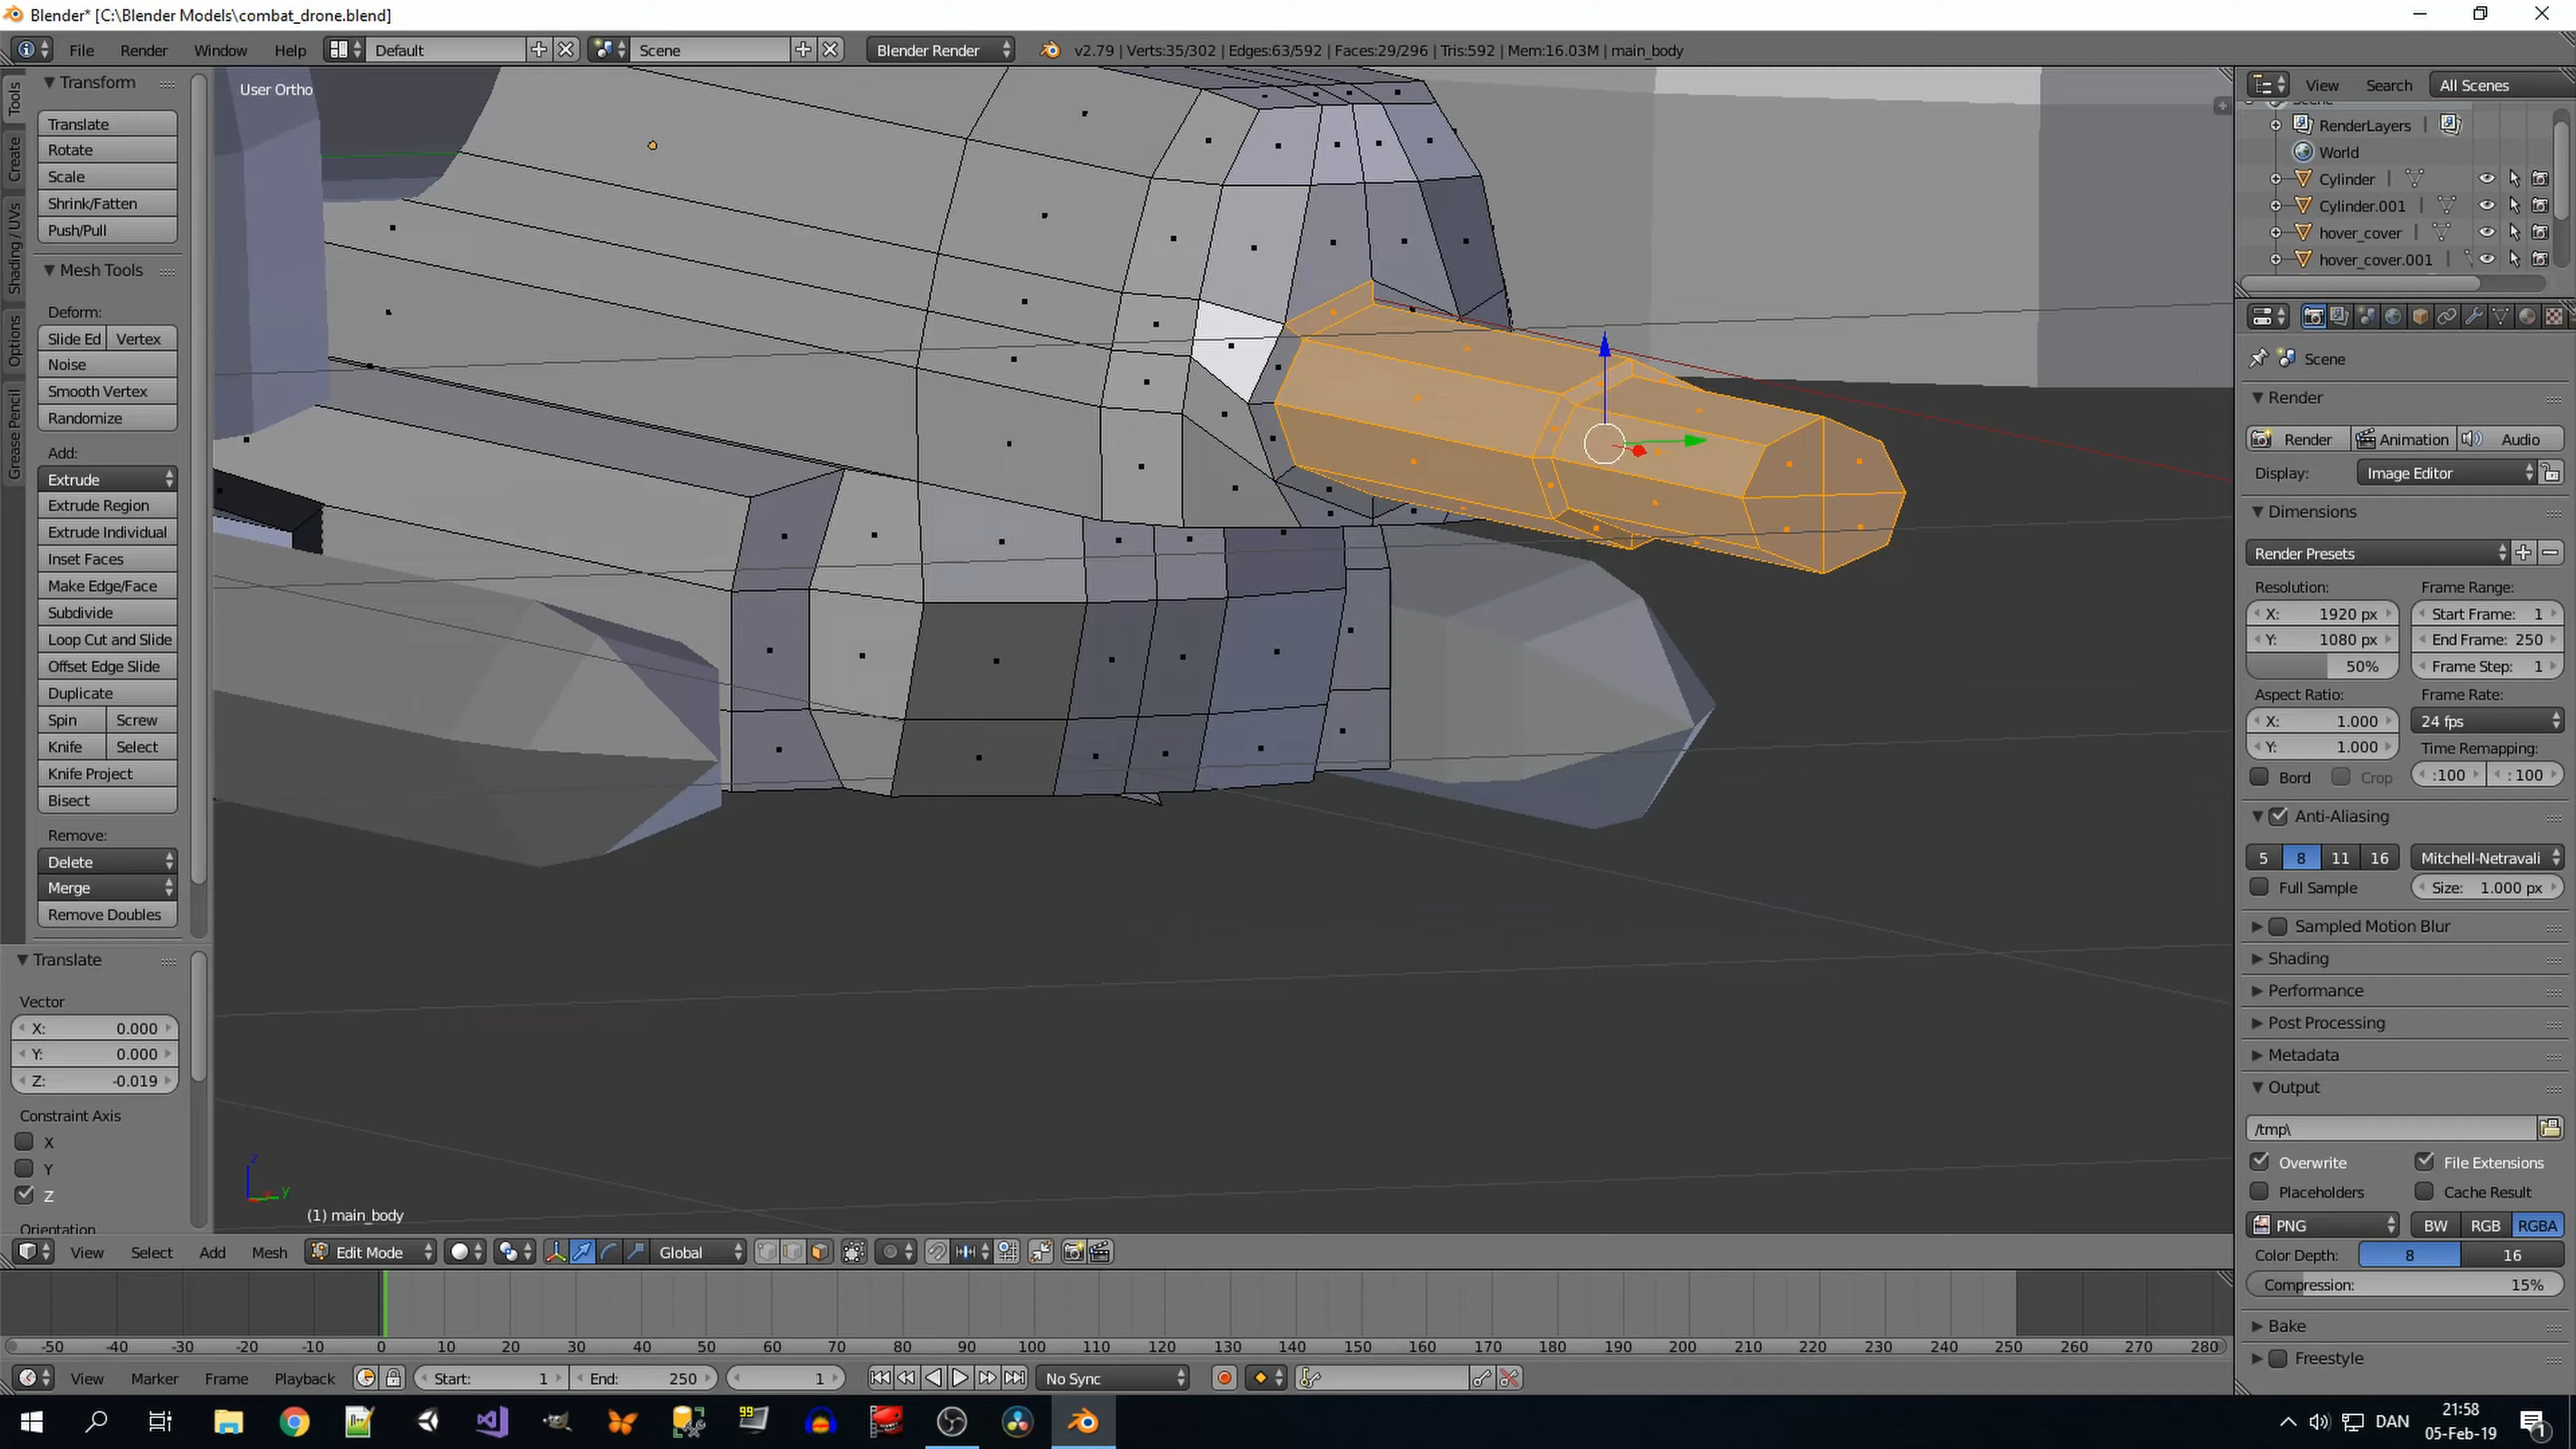 Blender* [C:\Blender Models\combat_drone.blend]
File Render Window Help Default Scene Blender Render v2.79 | Verts:35/302 | Edges:63/592 | Faces:29/296 | Tris:592 | Mem:16.03M | main_body
Tools
Create
Shading / UVs
Options
Grease Pencil
Transform
Translate
Rotate
Scale
Shrink/Fatten
Push/Pull
Mesh Tools
Deform:
Slide Ed Vertex
Noise
Smooth Vertex
Randomize
Add:
Extrude
Extrude Region
Extrude Individual
Inset Faces
Make Edge/Face
Subdivide
Loop Cut and Slide
Offset Edge Slide
Duplicate
Spin Screw
Knife Select
Knife Project
Bisect
Remove:
Delete
Merge
Remove Doubles
Translate
Vector
X: 0.000
Y: 0.000
Z: -0.019
Constraint Axis
X
Y
Z
Orientation
User Ortho
z
y
(1) main_body
View Select Add Mesh Edit Mode Global
-50 -40 -30 -20 -10 0 10 20 30 40 50 60 70 80 90 100 110 120 130 140 150 160 170 180 190 200 210 220 230 240 250 260 270 280
View Marker Frame Playback Start: 1 End: 250 1 No Sync
View Search All Scenes
Scene
RenderLayers |
World
Cylinder |
Cylinder.001 |
hover_cover |
hover_cover.001 |
Scene
Render
Render Animation Audio
Display: Image Editor
Dimensions
Render Presets
Resolution: Frame Range:
X: 1920 px Start Frame: 1
Y: 1080 px End Frame: 250
50% Frame Step: 1
Aspect Ratio: Frame Rate:
X: 1.000 24 fps
Y: 1.000 Time Remapping:
Bord Crop :100 :100
Anti-Aliasing
5 8 11 16 Mitchell-Netravali
Full Sample Size: 1.000 px
Sampled Motion Blur
Shading
Performance
Post Processing
Metadata
Output
/tmp\
Overwrite File Extensions
Placeholders Cache Result
PNG BW RGB RGBA
Color Depth: 8 16
Compression: 15%
Bake
Freestyle
99
DAN
21:58
05-Feb-19
1